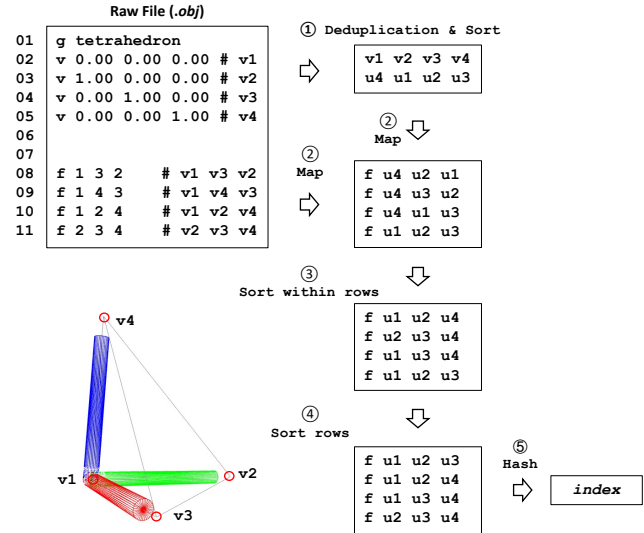 Raw File (.obj)
01 g tetrahedron
02 v 0.00 0.00 0.00 # v1
03 v 1.00 0.00 0.00 # v2
04 v 0.00 1.00 0.00 # v3
05 v 0.00 0.00 1.00 # v4
06
07
08 f 1 3 2 # v1 v3 v2
09 f 1 4 3 # v1 v4 v3
10 f 1 2 4 # v1 v2 v4
11 f 2 3 4 # v2 v3 v4
① Deduplication & Sort
v1 v2 v3 v4
u4 u1 u2 u3
②
Map
②
Map
f u4 u2 u1
f u4 u3 u2
f u4 u1 u3
f u1 u2 u3
③
Sort within rows
f u1 u2 u4
f u2 u3 u4
f u1 u3 u4
f u1 u2 u3
④
Sort rows
f u1 u2 u3
f u1 u2 u4
f u1 u3 u4
f u2 u3 u4
⑤
Hash
index
v4
v1
v2
v3